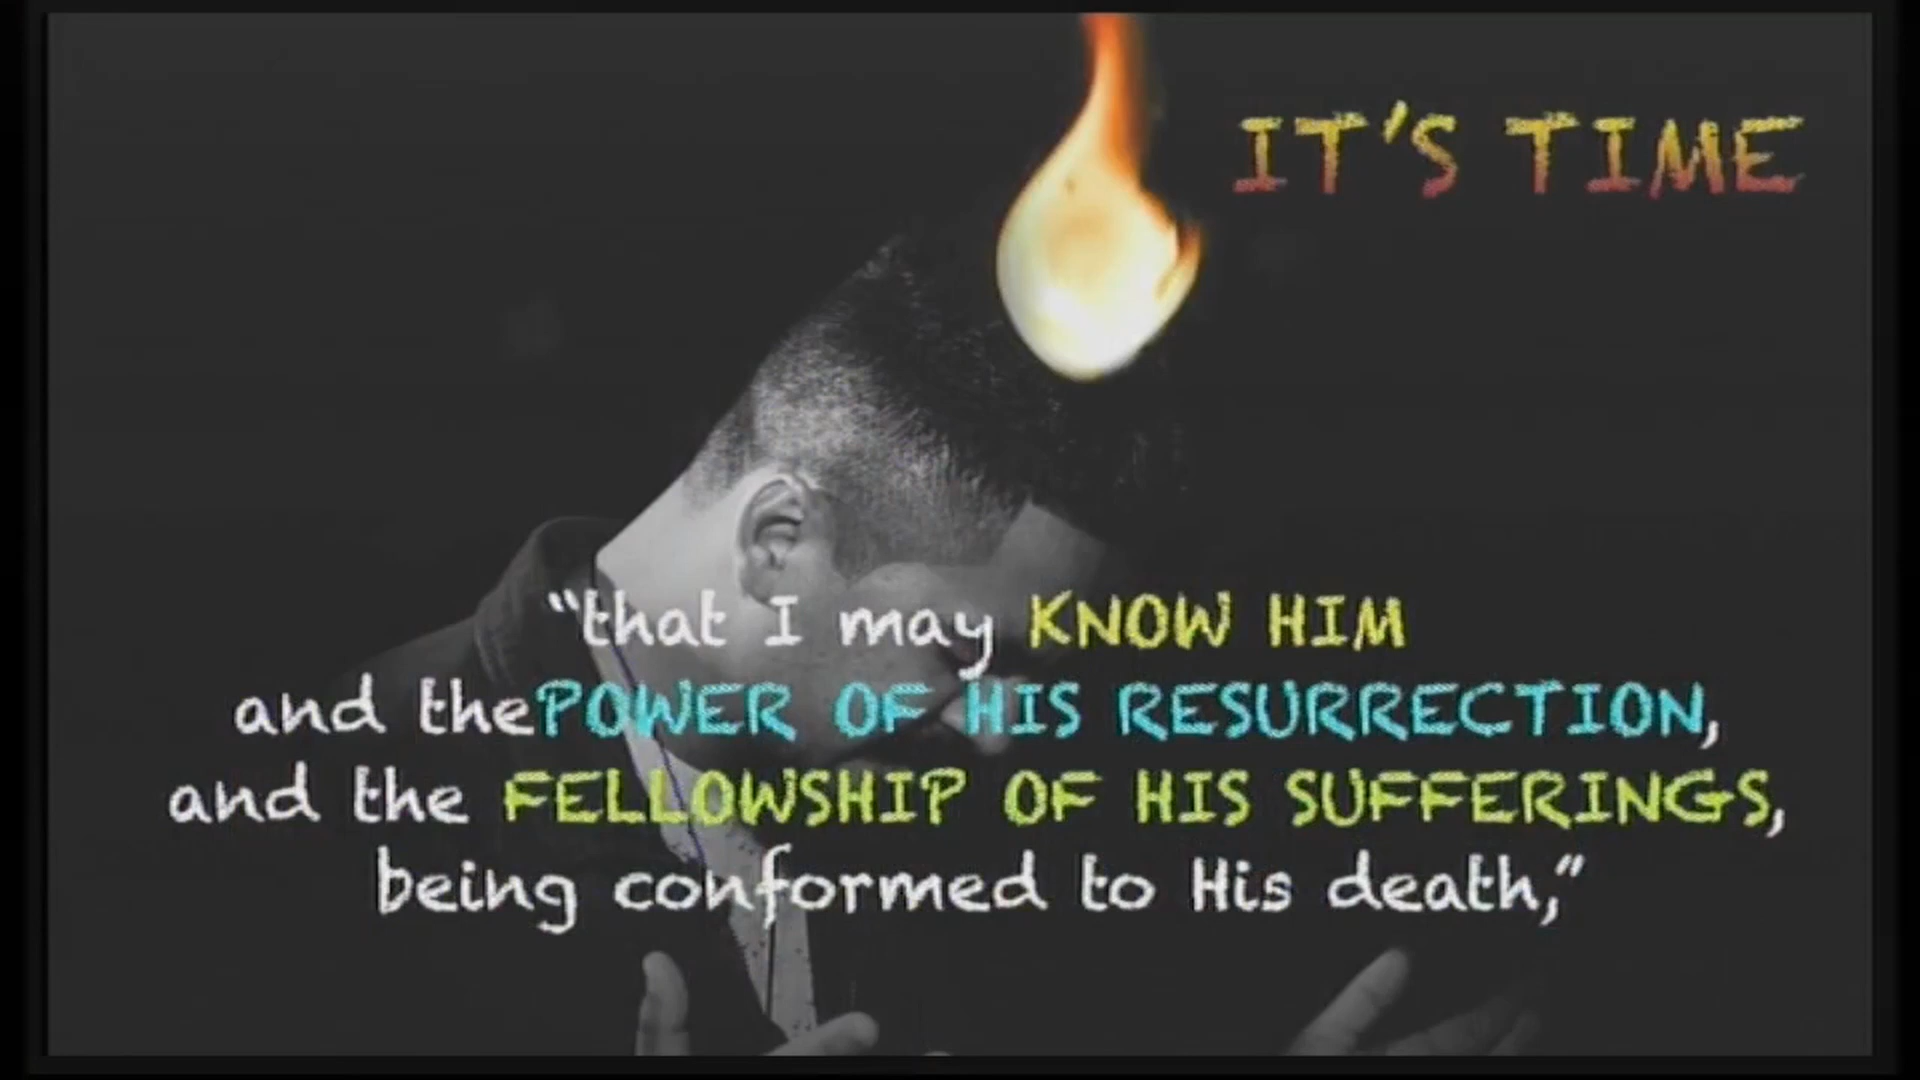 IT'S TIME
“that I may KNOW HIM
and thePOWER OF HIS RESURRECTION,
and the FELLOWSHIP OF HIS SUFFERINGS,
being conformed to His death,”